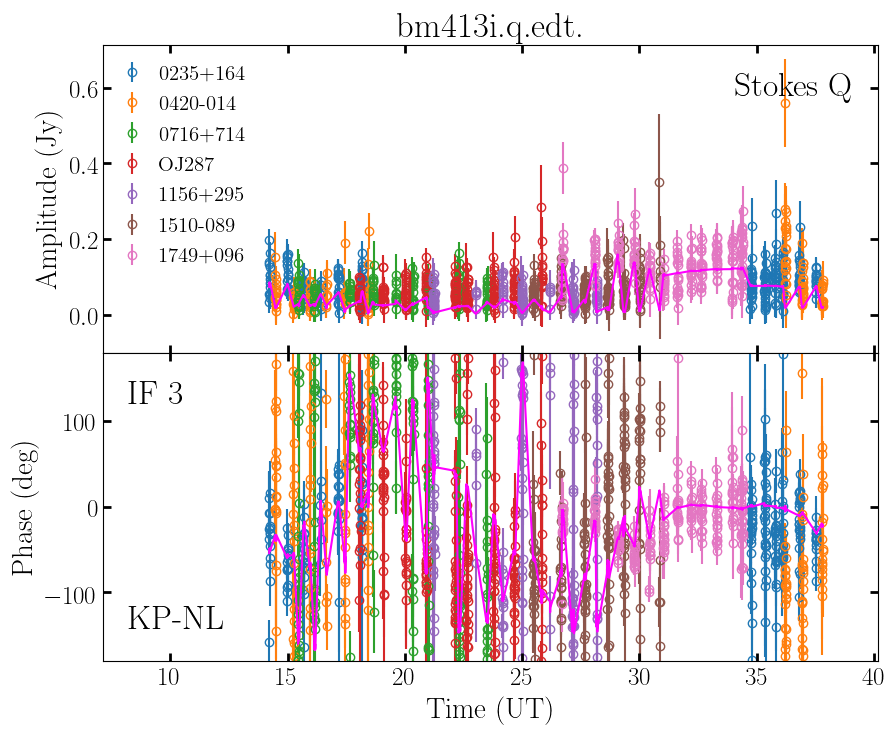 bm413i.q.edt.
Stokes Q
0235+164
0420-014
0716+714
OJ287
1156+295
1510-089
1749+096
Amplitude (Jy)
0.6
0.4
0.2
0.0
IF 3
KP-NL
Phase (deg)
100
0
−100
10 15 20 25 30 35 40
Time (UT)